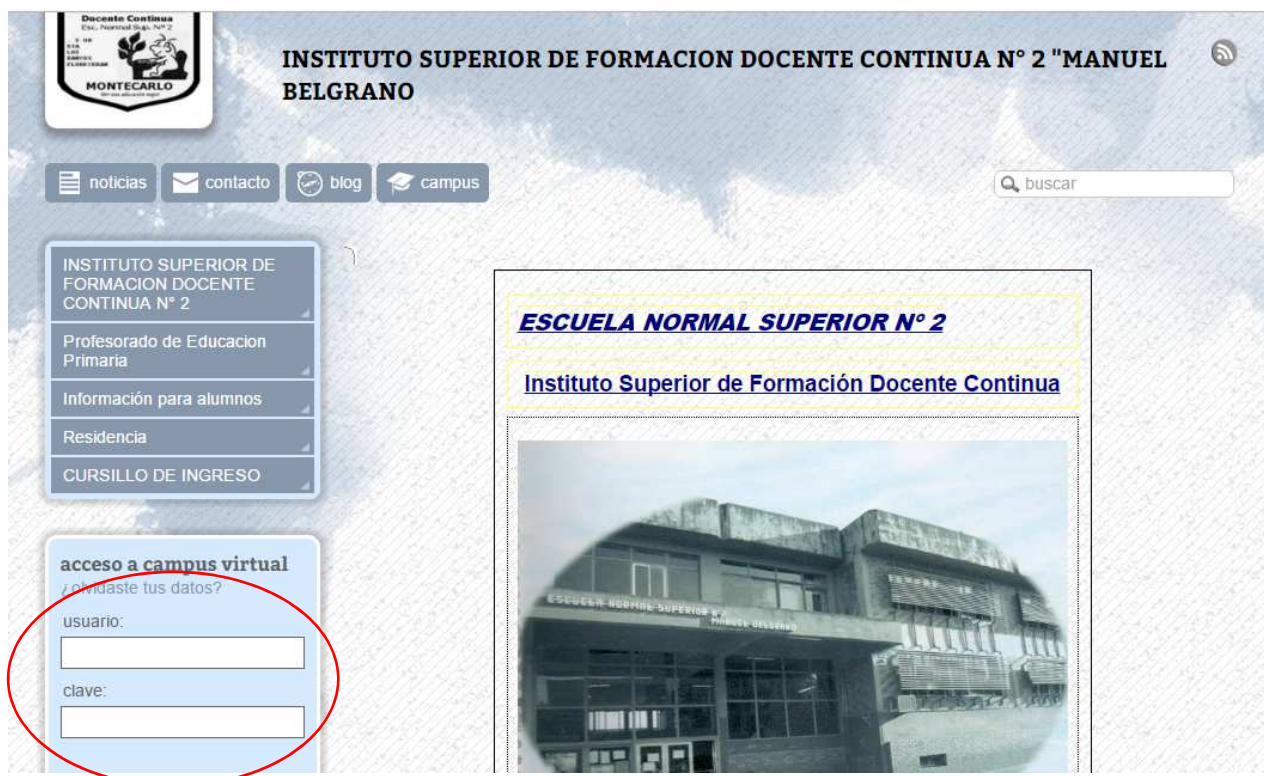 Docente Continua
Esc. Normal Sup. Nº 2
MONTECARLO
INSTITUTO SUPERIOR DE FORMACION DOCENTE CONTINUA N° 2 "MANUEL
BELGRANO
noticias
contacto
blog
campus
buscar
INSTITUTO SUPERIOR DE
FORMACION DOCENTE
CONTINUA N° 2
Profesorado de Educacion
Primaria
Información para alumnos
Residencia
CURSILLO DE INGRESO
acceso a campus virtual
¿olvidaste tus datos?
usuario:
clave:
ESCUELA NORMAL SUPERIOR Nº 2
Instituto Superior de Formación Docente Continua
ESCUELA NORMAL SUPERIOR Nº2
MANUEL BELGRANO